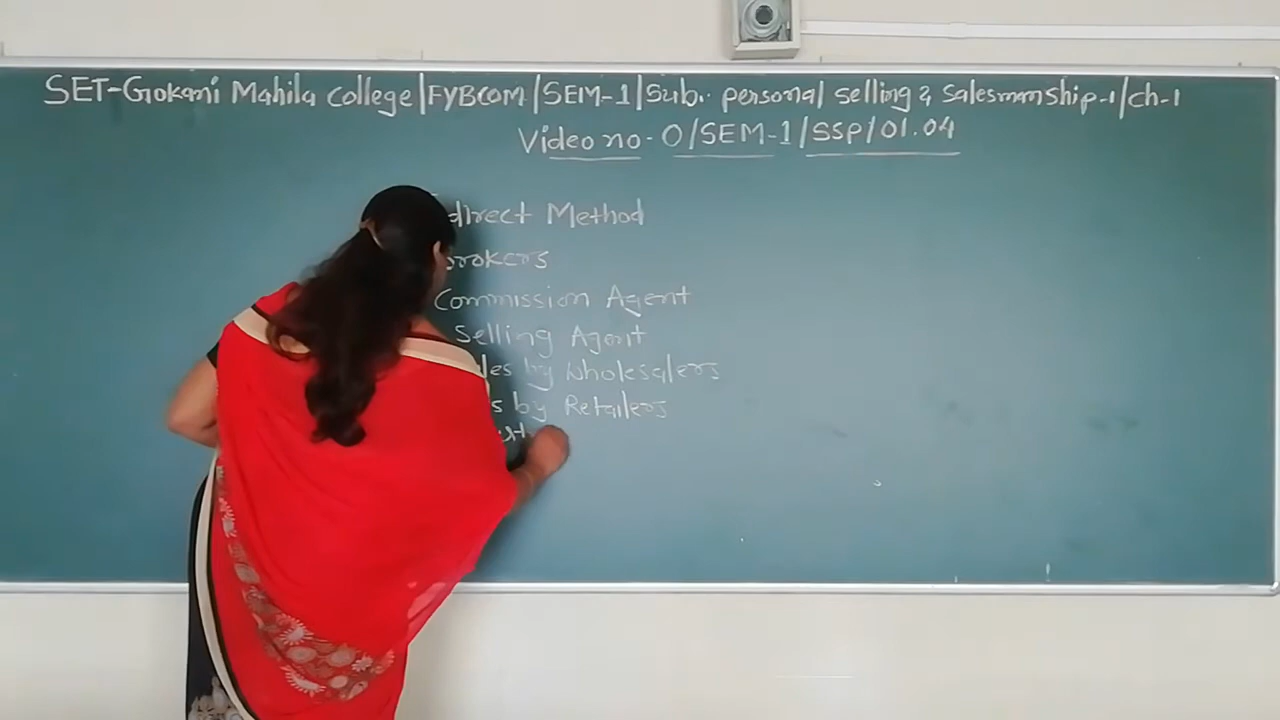 SET-Gokani Mahila college/FYBCOM/SEM-1/Sub. personal selling & salesmanship-1/ch-1
Video no-0/SEM-1/SSP/01.04
direct Method
rokers
Commission Agent
Selling Agent
les by Wholesalers
s by Retailers